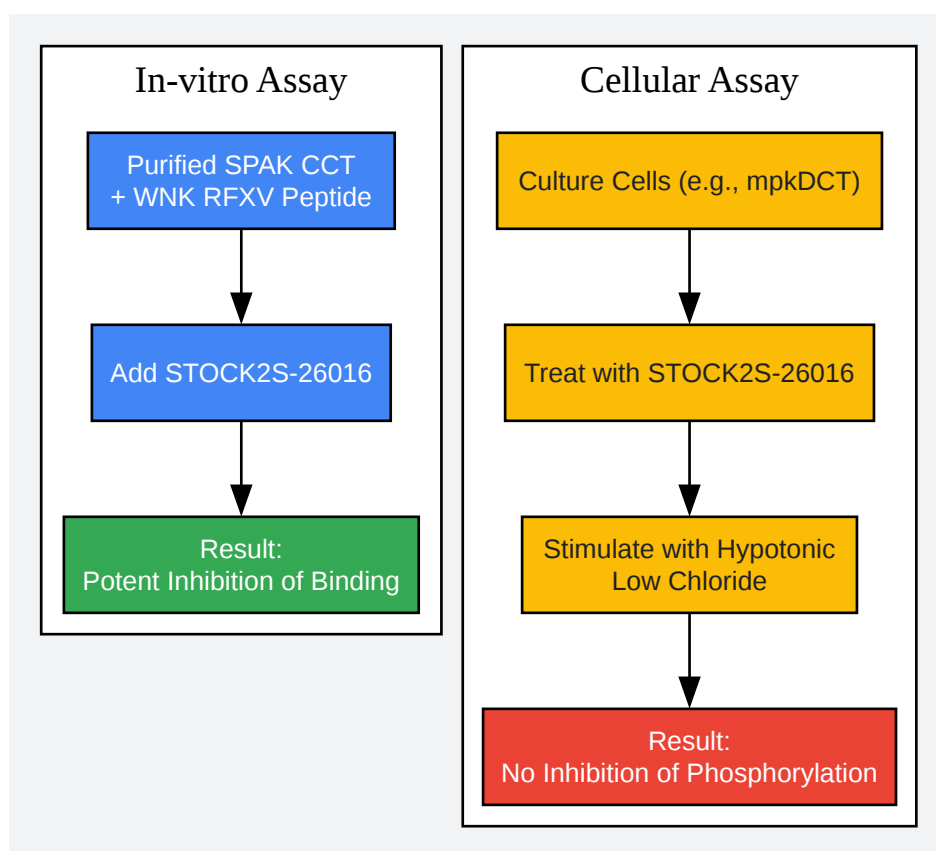 In-vitro Assay
Purified SPAK CCT
+ WNK RFXV Peptide
Add STOCK2S-26016
Result:
Potent Inhibition of Binding
Cellular Assay
Culture Cells (e.g., mpkDCT)
Treat with STOCK2S-26016
Stimulate with Hypotonic
Low Chloride
Result:
No Inhibition of Phosphorylation